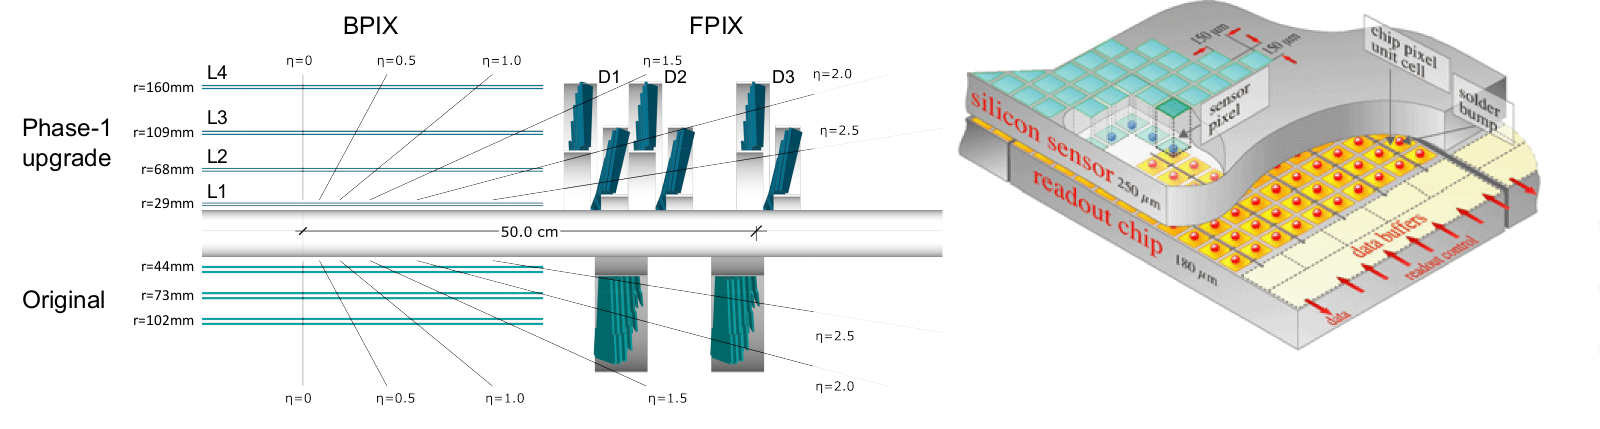 BPIX
FPIX
η=0
η=0.5
η=1.0
η=1.5
η=2.0
η=2.5
D1
D2
D3
Phase-1
upgrade
L4
r=160mm
L3
r=109mm
L2
r=68mm
L1
r=29mm
50.0 cm
Original
r=44mm
r=73mm
r=102mm
η=0
η=0.5
η=1.0
η=1.5
η=2.0
η=2.5
150 μm
150 μm
chip pixel
unit cell
solder
bump
sensor
pixel
silicon sensor
250 μm
readout chip
180 μm
data buffers
readout control
data